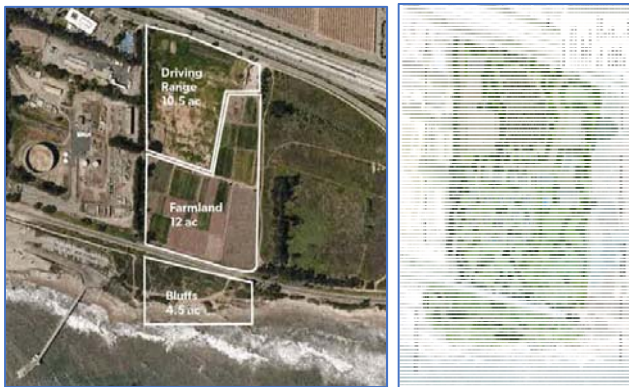 Driving
Range
10.5 ac
Farmland
12 ac
Bluffs
4.5 ac